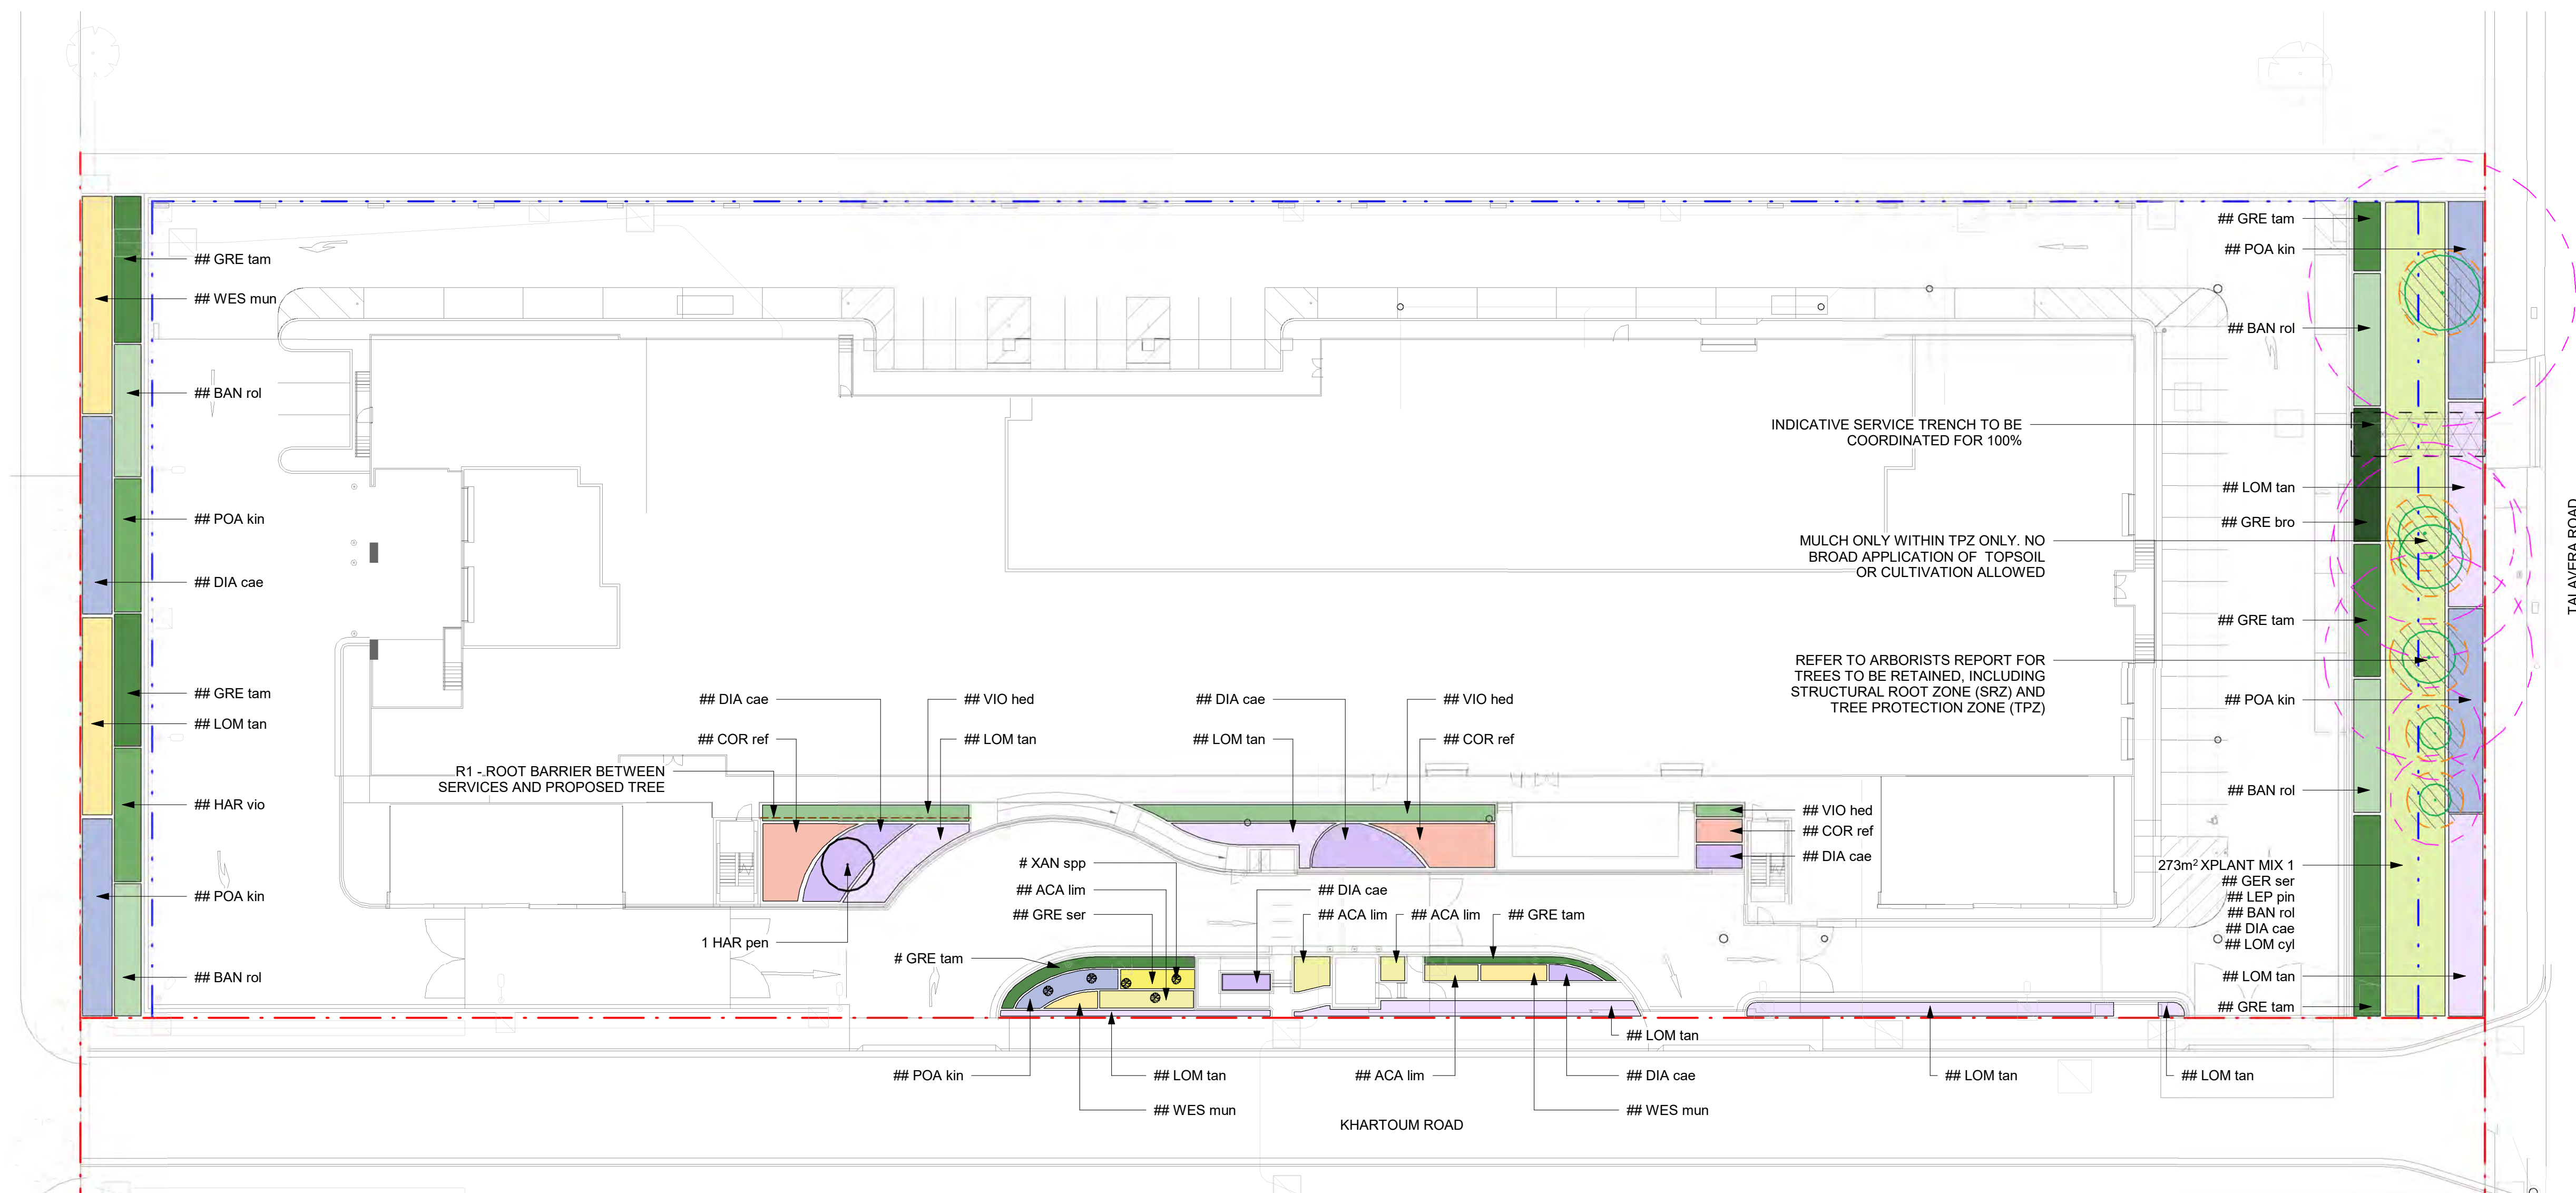 ## GRE tam
## WES mun
## BAN rol
## POA kin
## DIA cae
## GRE tam
## LOM tan
## HAR vio
## POA kin
## BAN rol
## DIA cae
## VIO hed
## COR ref
## LOM tan
R1 - ROOT BARRIER BETWEEN
SERVICES AND PROPOSED TREE
1 HAR pen
## DIA cae
## VIO hed
## LOM tan
## COR ref
## VIO hed
## COR ref
## DIA cae
# XAN spp
## ACA lim
## GRE ser
# GRE tam
## DIA cae
## ACA lim
## ACA lim
## GRE tam
## LOM tan
## POA kin
## LOM tan
## WES mun
## ACA lim
## DIA cae
## WES mun
## LOM tan
## LOM tan
KHARTOUM ROAD
## GRE tam
## POA kin
## BAN rol
INDICATIVE SERVICE TRENCH TO BE
COORDINATED FOR 100%
## LOM tan
## GRE bro
MULCH ONLY WITHIN TPZ ONLY. NO
BROAD APPLICATION OF TOPSOIL
OR CULTIVATION ALLOWED
## GRE tam
REFER TO ARBORISTS REPORT FOR
TREES TO BE RETAINED, INCLUDING
STRUCTURAL ROOT ZONE (SRZ) AND
TREE PROTECTION ZONE (TPZ)
## POA kin
## BAN rol
273m² XPLANT MIX 1
## GER ser
## LEP pin
## BAN rol
## DIA cae
## LOM cyl
## LOM tan
## GRE tam
TALAVERA ROAD